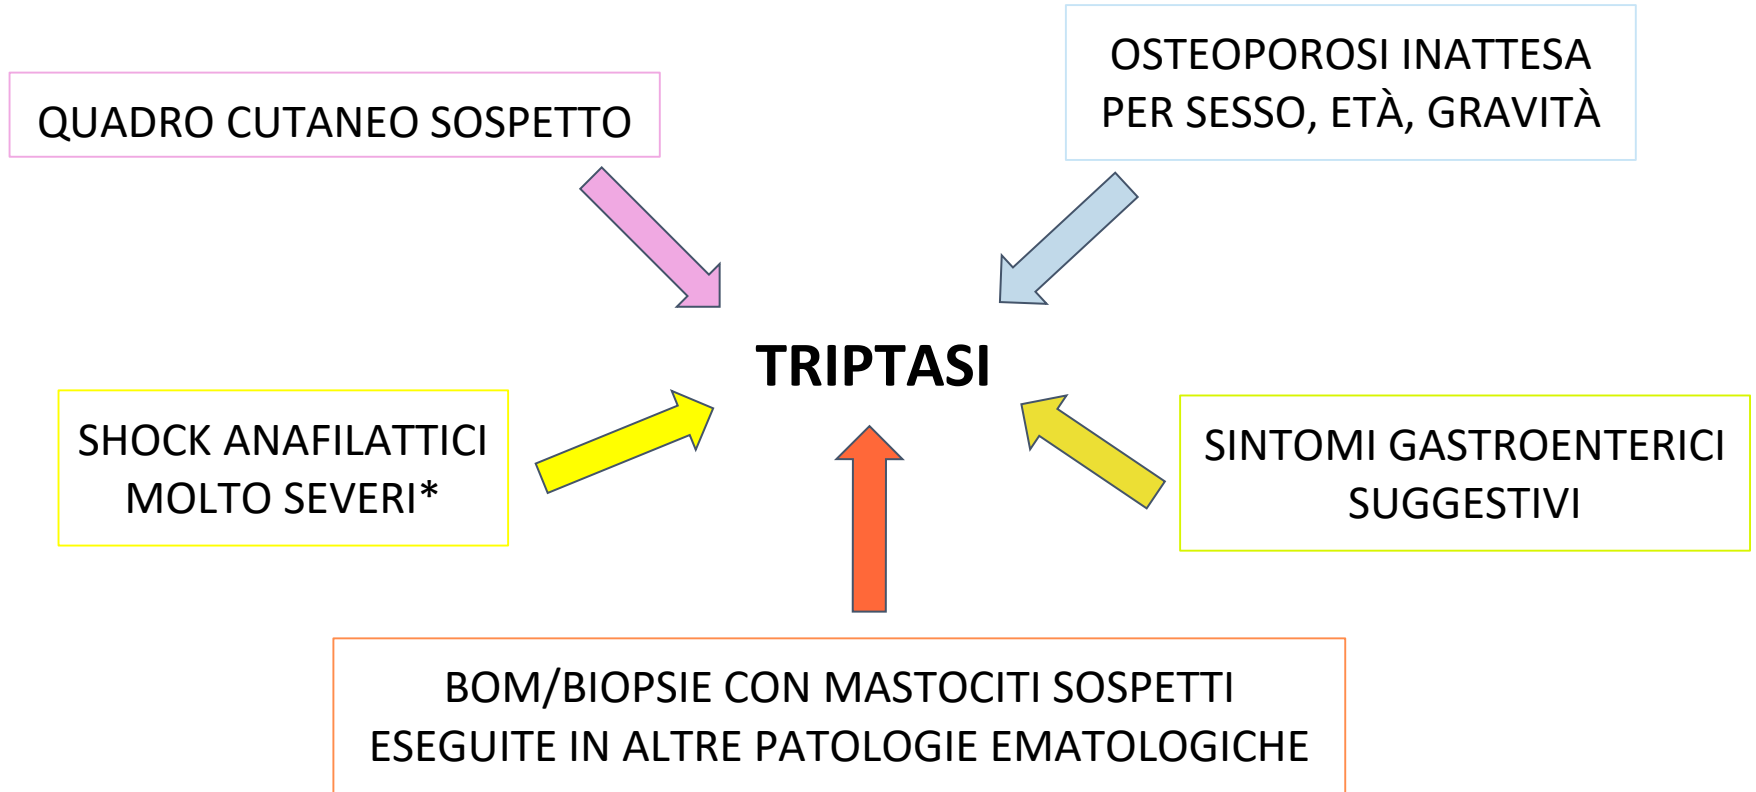 QUADRO CUTANEO SOSPETTO
OSTEOPOROSI INATTESA
PER SESSO, ETÀ, GRAVITÀ
TRIPTASI
SHOCK ANAFILATTICI
MOLTO SEVERI*
SINTOMI GASTROENTERICI
SUGGESTIVI
BOM/BIOPSIE CON MASTOCITI SOSPETTI
ESEGUITE IN ALTRE PATOLOGIE EMATOLOGICHE